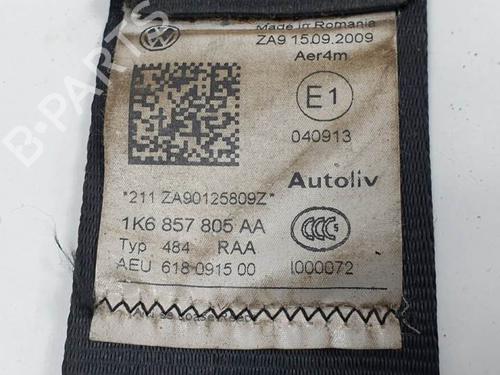 Made in Romania
ZA9 15.09.2009
Aer4m
E1
040913
*211 ZA90125809Z*
Autoliv
1K6 857 805 AA
Typ 484 RAA
AEU 618 0915 00
I000072
B-PARTS